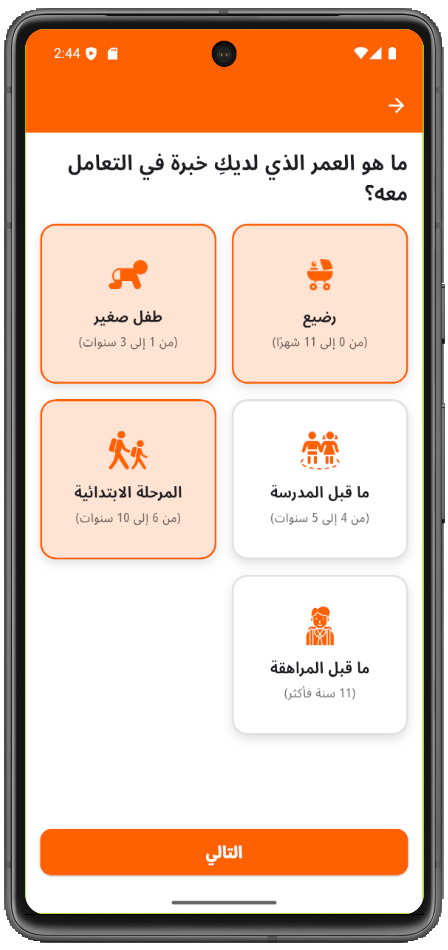 2:44
ما هو العمر الذي لديكِ خبرة في التعامل
معه؟
رضيع
(من 0 إلى 11 شهرًا)
طفل صغير
(من 1 إلى 3 سنوات)
ما قبل المدرسة
(من 4 إلى 5 سنوات)
المرحلة الابتدائية
(من 6 إلى 10 سنوات)
ما قبل المراهقة
(11 سنة فأكثر)
التالي